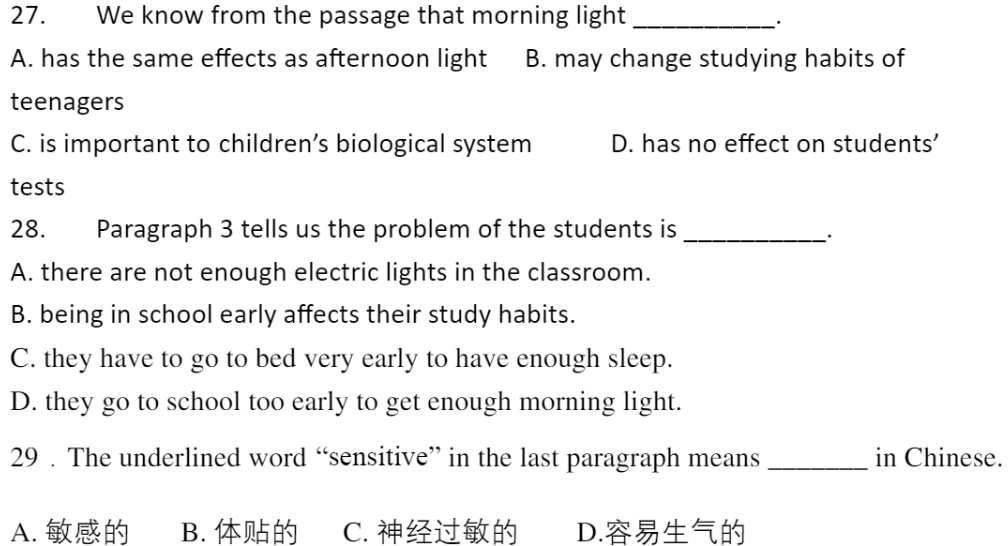 27. We know from the passage that morning light ___________.
A. has the same effects as afternoon light B. may change studying habits of
teenagers
C. is important to children’s biological system D. has no effect on students’
tests
28. Paragraph 3 tells us the problem of the students is __________.
A. there are not enough electric lights in the classroom.
B. being in school early affects their study habits.
C. they have to go to bed very early to have enough sleep.
D. they go to school too early to get enough morning light.
29．The underlined word “sensitive” in the last paragraph means _______ in Chinese.
A. 敏感的 B. 体贴的 C. 神经过敏的 D.容易生气的